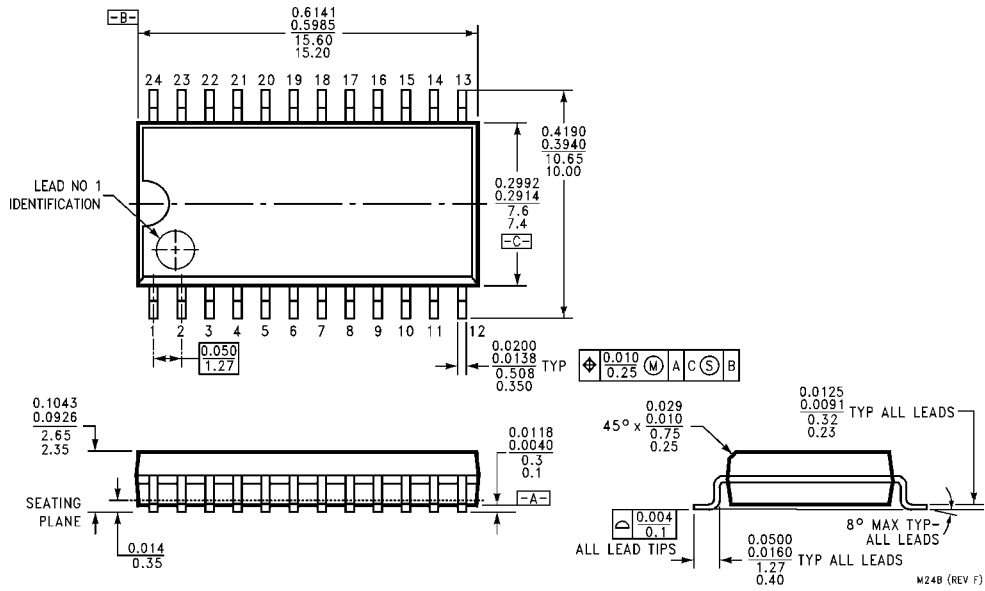 -B-
0.6141
0.5985
15.60
15.20
24 23 22 21 20 19 18 17 16 15 14 13
LEAD NO 1
IDENTIFICATION
0.2992
0.2914
7.6
7.4
-C-
0.4190
0.3940
10.65
10.00
1 2 3 4 5 6 7 8 9 10 11 12
0.050
1.27
0.0200
0.0138
0.508
0.350
TYP
⌖ 0.010 Ⓜ A C Ⓢ B
0.25
0.1043
0.0926
2.65
2.35
SEATING
PLANE
0.014
0.35
0.0118
0.0040
0.3
0.1
-A-
45° x
0.029
0.010
0.75
0.25
0.0125
0.0091
0.32
0.23
TYP ALL LEADS
D 0.004
0.1
ALL LEAD TIPS
0.0500
0.0160
1.27
0.40
TYP ALL LEADS
8° MAX TYP-
ALL LEADS
M24B (REV F)